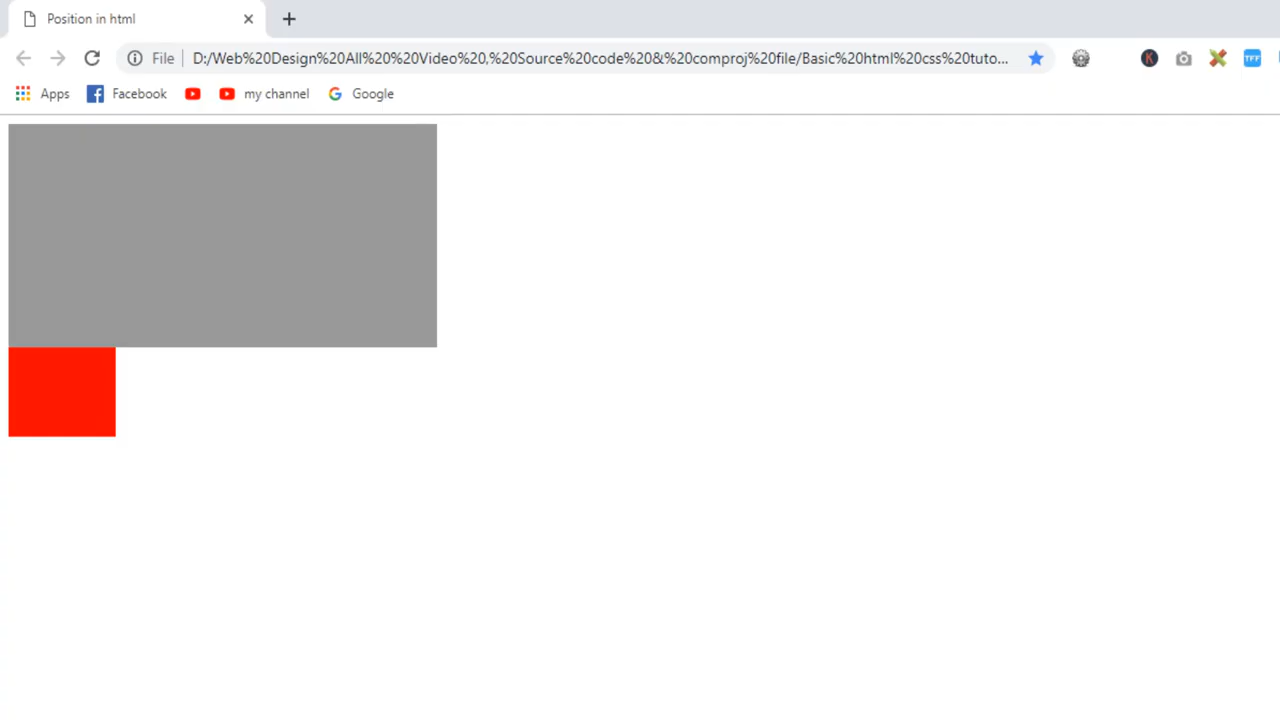 Position in html
File D:/Web%20Design%20All%20%20Video%20,%20Source%20code%20&%20comproj%20file/Basic%20html%20css%20tuto...
K TFF
Apps Facebook my channel Google